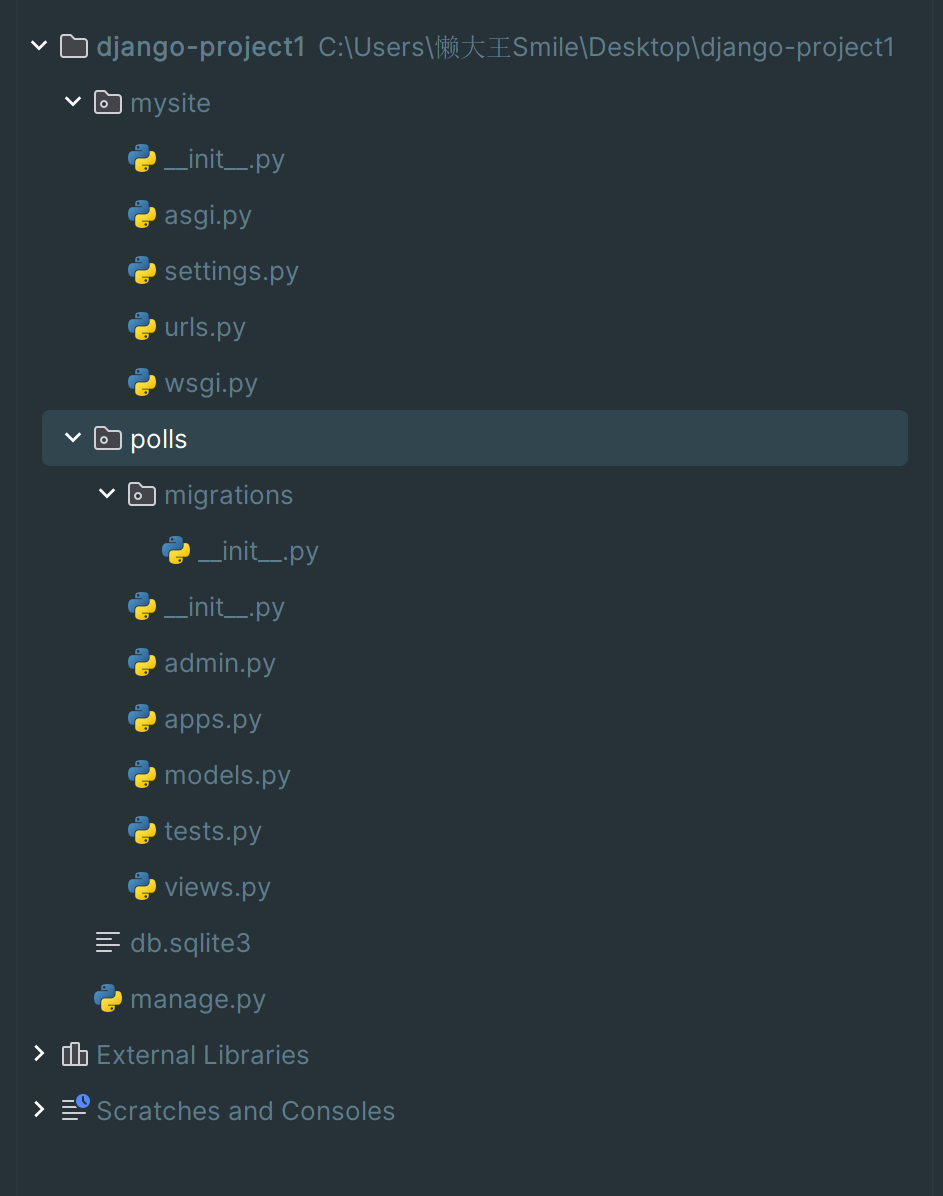 django-project1 C:\Users\懒大王Smile\Desktop\django-project1
mysite
__init__.py
asgi.py
settings.py
urls.py
wsgi.py
polls
migrations
__init__.py
__init__.py
admin.py
apps.py
models.py
tests.py
views.py
db.sqlite3
manage.py
External Libraries
Scratches and Consoles